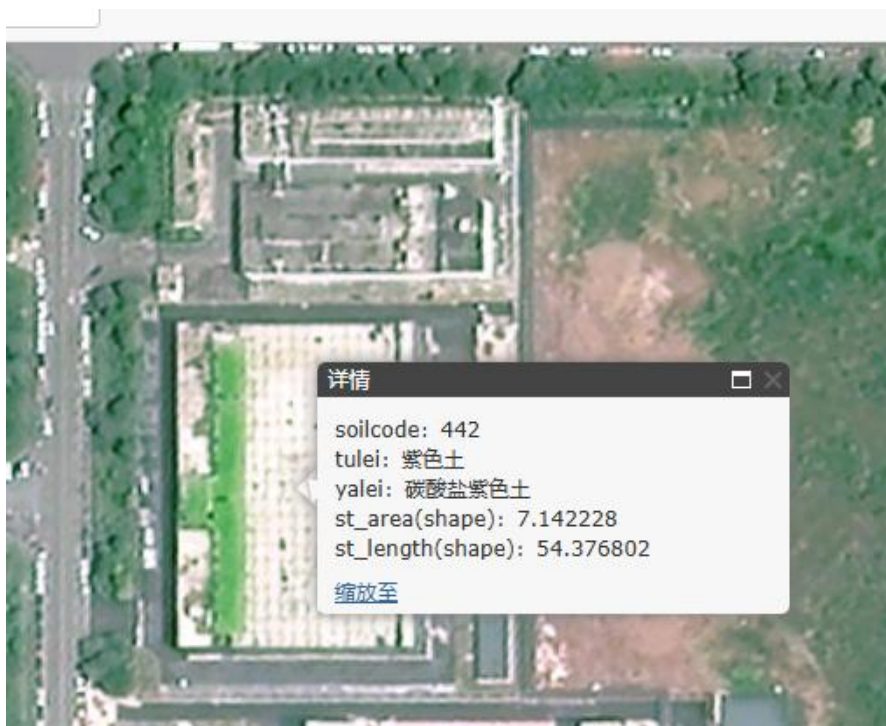 详情
soilcode: 442
tulei: 紫色土
yalei: 碳酸盐紫色土
st_area(shape): 7.142228
st_length(shape): 54.376802
缩放至